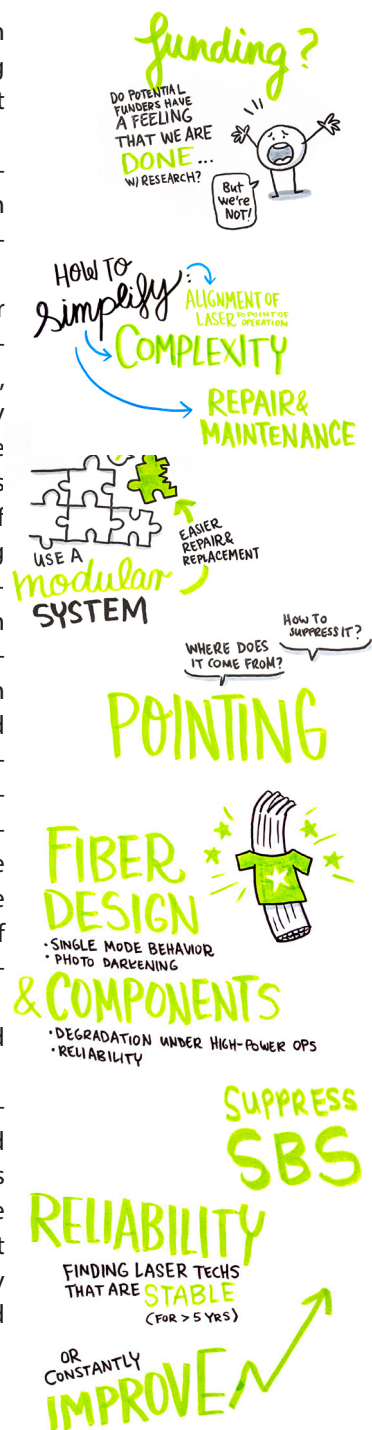 funding?
DO POTENTIAL
FUNDERS HAVE
A FEELING
THAT WE ARE
DONE...
W/ RESEARCH?
But
we're
NOT!
HOW TO
simplify:
ALIGNMENT OF
LASER TO POINT OF
OPERATION
COMPLEXITY
REPAIR &
MAINTENANCE
EASIER
REPAIR &
REPLACEMENT
USE A
modular
SYSTEM
HOW TO
SUPPRESS IT?
WHERE DOES
IT COME FROM?
POINTING
FIBER
DESIGN
• SINGLE MODE BEHAVIOR
• PHOTO DARKENING
& COMPONENTS
• DEGRADATION UNDER HIGH-POWER OPS
• RELIABILITY
SUPPRESS
SBS
RELIABILITY
FINDING LASER TECHS
THAT ARE STABLE
(FOR > 5 YRS)
OR
CONSTANTLY
IMPROVE